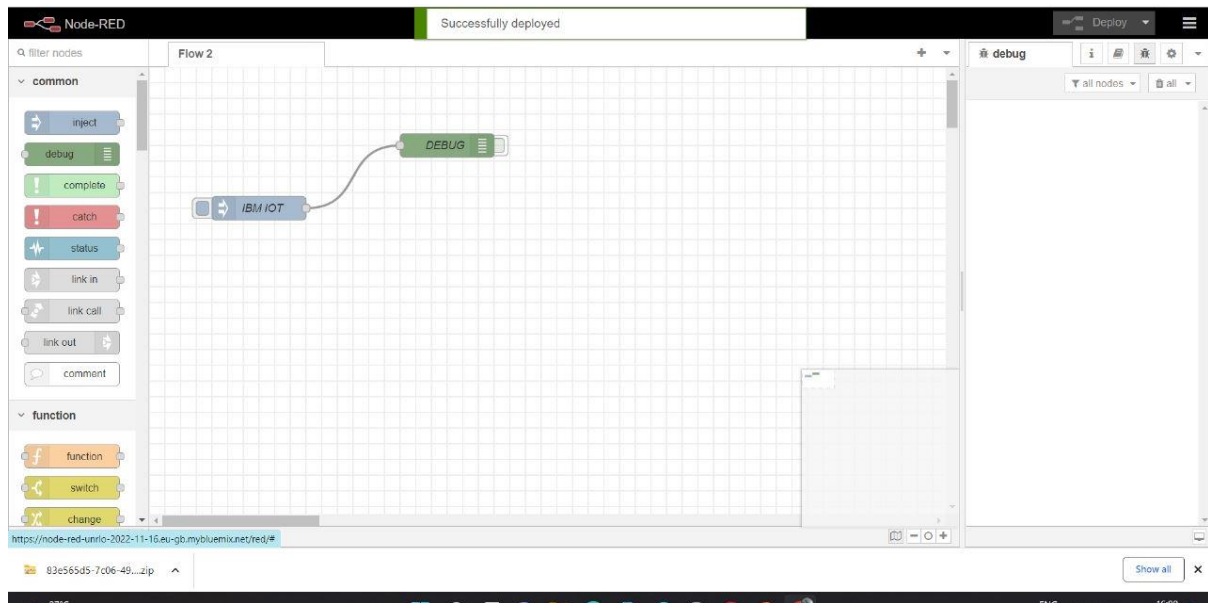 Node-RED
Successfully deployed
Deploy
filter nodes
Flow 2
debug
i
all nodes
all
common
inject
debug
complete
catch
status
link in
link call
link out
comment
function
function
switch
change
DEBUG
IBM IOT
https://node-red-unrlo-2022-11-16.eu-gb.mybluemix.net/red/#
83e565d5-7c06-49....zip
Show all